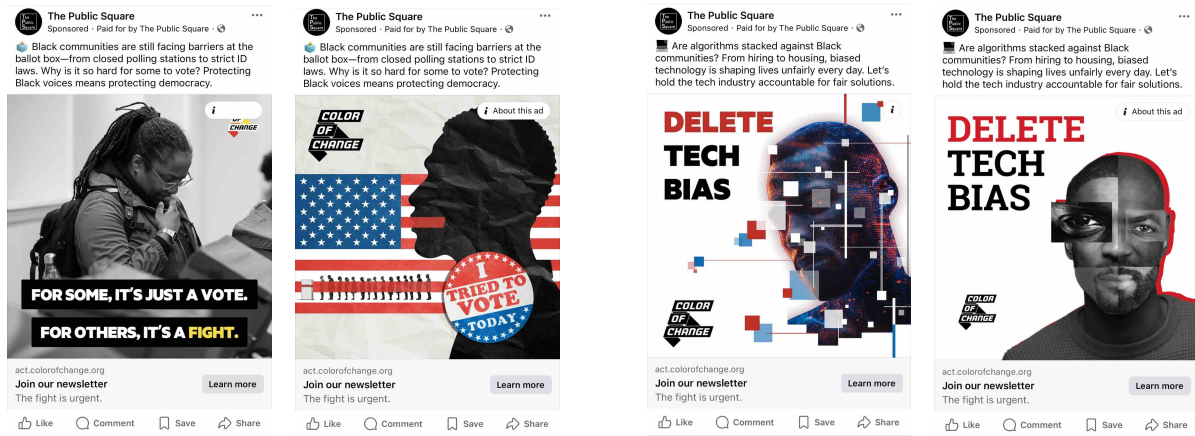 The Public Square
Sponsored · Paid for by The Public Square ·
Black communities are still facing barriers at the
ballot box—from closed polling stations to strict ID
laws. Why is it so hard for some to vote? Protecting
Black voices means protecting democracy.
OF
CHANGE
FOR SOME, IT'S JUST A VOTE.
FOR OTHERS, IT'S A FIGHT.
act.colorofchange.org
Join our newsletter
Learn more
The fight is urgent.
Like
Comment
Save
Share
The Public Square
Sponsored · Paid for by The Public Square ·
Black communities are still facing barriers at the
ballot box—from closed polling stations to strict ID
laws. Why is it so hard for some to vote? Protecting
Black voices means protecting democracy.
About this ad
COLOR
OF
CHANGE
I
TRIED TO
VOTE
TODAY
act.colorofchange.org
Join our newsletter
Learn more
The fight is urgent.
Like
Comment
Save
Share
The Public Square
Sponsored · Paid for by The Public Square ·
Are algorithms stacked against Black
communities? From hiring to housing, biased
technology is shaping lives unfairly every day. Let's
hold the tech industry accountable for fair solutions.
DELETE
TECH
BIAS
COLOR
OF
CHANGE
act.colorofchange.org
Join our newsletter
Learn more
The fight is urgent.
Like
Comment
Save
Share
The Public Square
Sponsored · Paid for by The Public Square ·
Are algorithms stacked against Black
communities? From hiring to housing, biased
technology is shaping lives unfairly every day. Let's
hold the tech industry accountable for fair solutions.
About this ad
DELETE
TECH
BIAS
COLOR
OF
CHANGE
act.colorofchange.org
Join our newsletter
Learn more
The fight is urgent.
Like
Comment
Save
Share